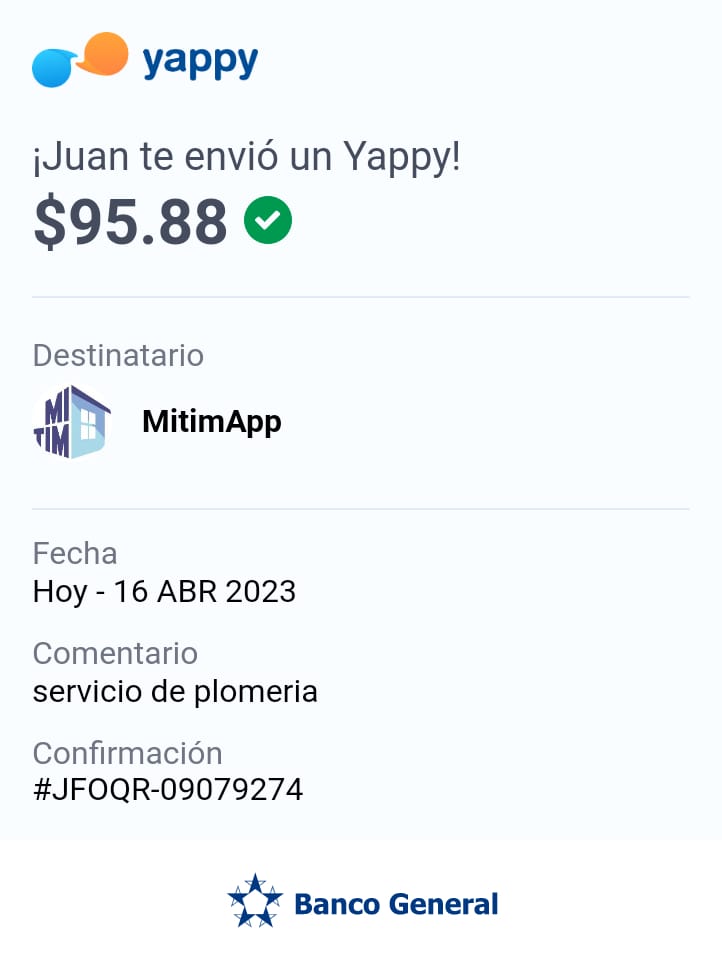 yappy
¡Juan te envió un Yappy!
$95.88
Destinatario
MI
TIM
MitimApp
Fecha
Hoy - 16 ABR 2023
Comentario
servicio de plomeria
Confirmación
#JFOQR-09079274
Banco General